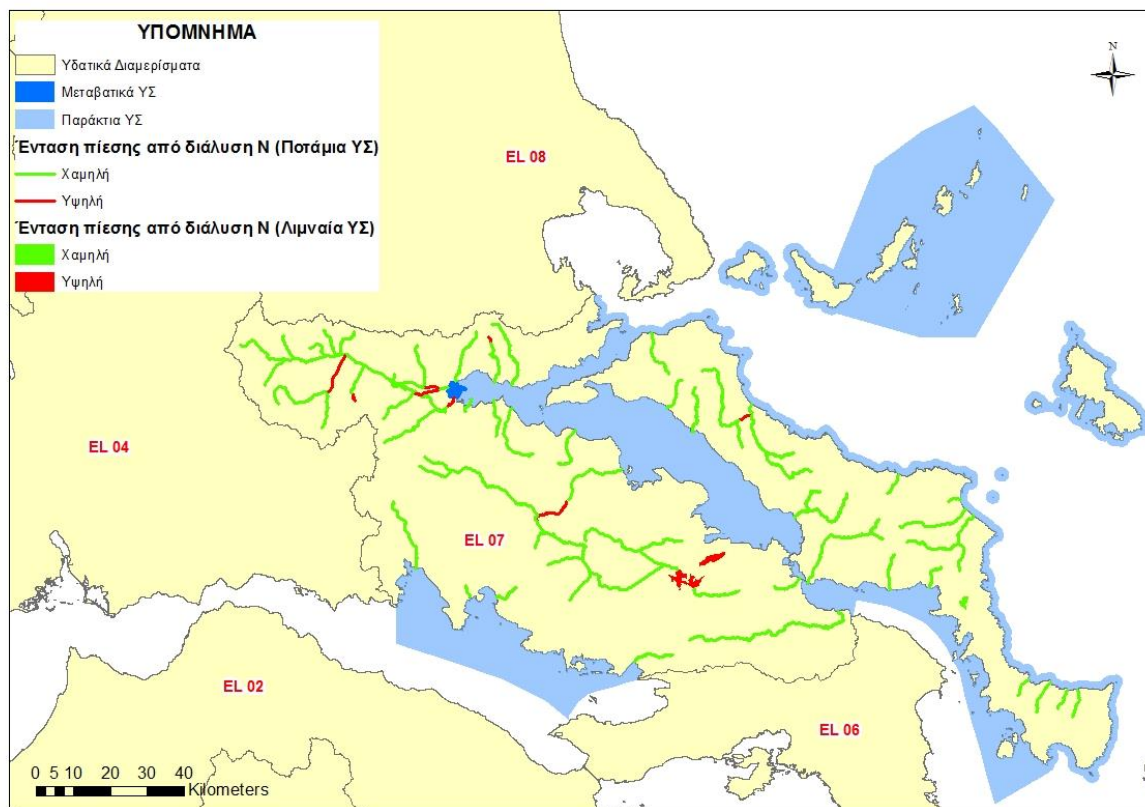 ΥΠΟΜΝΗΜΑ
Υδατικά Διαμερίσματα
Μεταβατικά ΥΣ
Παράκτια ΥΣ
Ένταση πίεσης από διάλυση Ν (Ποτάμια ΥΣ)
Χαμηλή
Υψηλή
Ένταση πίεσης από διάλυση Ν (Λιμναία ΥΣ)
Χαμηλή
Υψηλή
N
EL 08
EL 04
EL 07
EL 02
EL 06
0 5 10 20 30 40
Kilometers